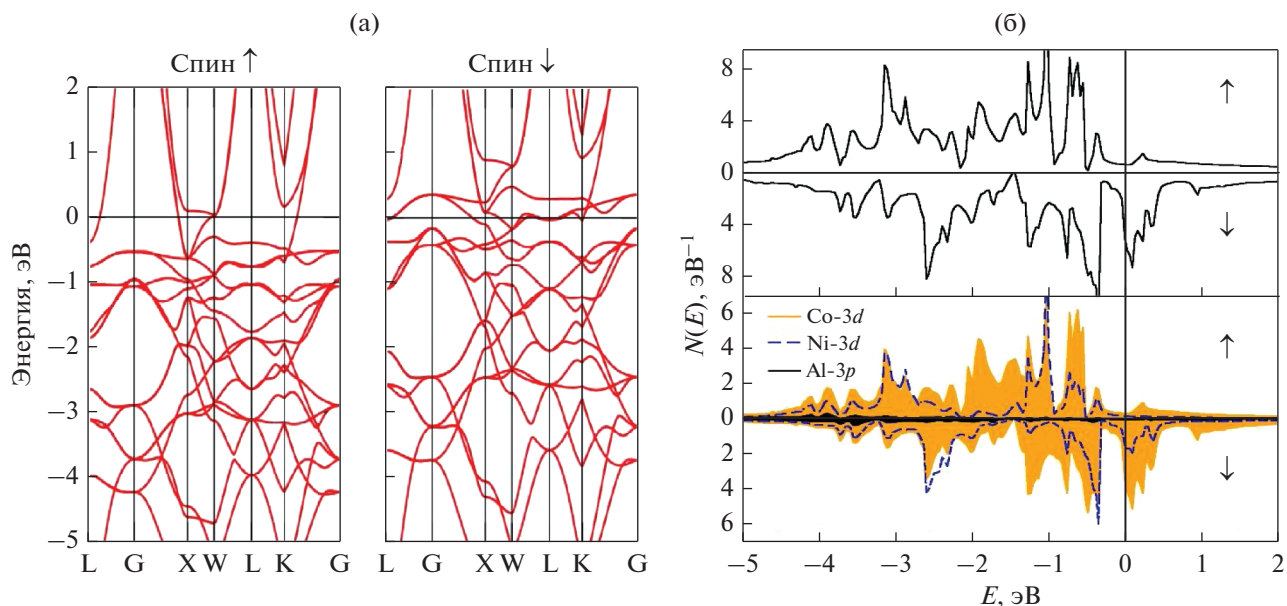 (а)
Спин ↑
Спин ↓
Энергия, эВ
2
1
0
−1
−2
−3
−4
−5
L G X W L K G
L G X W L K G
(б)
8
4
0
4
8
↑
↓
N(E), эВ⁻¹
6
4
2
0
2
4
6
Co-3d
Ni-3d
Al-3p
↑
↓
−5 −4 −3 −2 −1 0 1 2
E, эВ